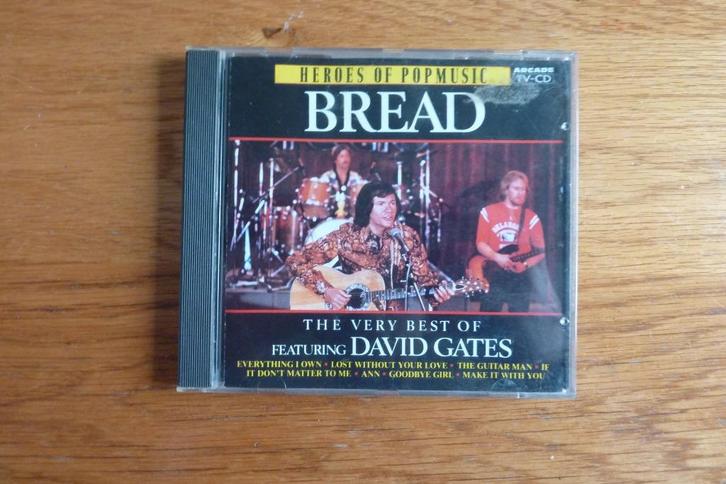 HEROES OF POPMUSIC
ARCADE
TV-CD
BREAD
OKLAHOMA
THE VERY BEST OF
FEATURING DAVID GATES
EVERYTHING I OWN • LOST WITHOUT YOUR LOVE • THE GUITAR MAN • IF
IT DON'T MATTER TO ME • ANN • GOODBYE GIRL • MAKE IT WITH YOU